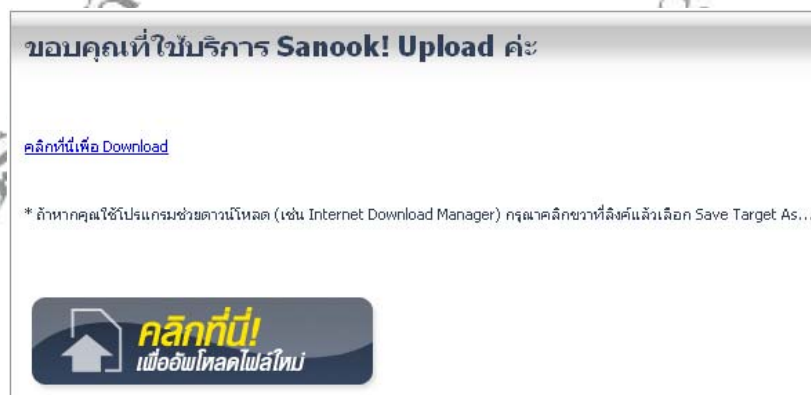 ขอบคุณที่ใช้บริการ Sanook! Upload ค่ะ
คลิกที่นี่เพื่อ Download
* ถ้าหากคุณใช้โปรแกรมช่วยดาวน์โหลด (เช่น Internet Download Manager) กรุณาคลิกขวาที่ลิงค์แล้วเลือก Save Target As...
คลิกที่นี่!
เพื่ออัพโหลดไฟล์ใหม่